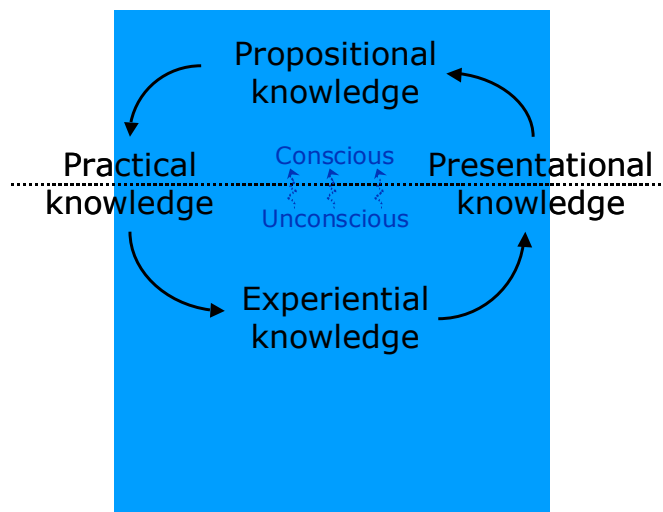 Propositional
knowledge
Conscious
Practical
knowledge
Presentational
knowledge
Unconscious
Experiential
knowledge